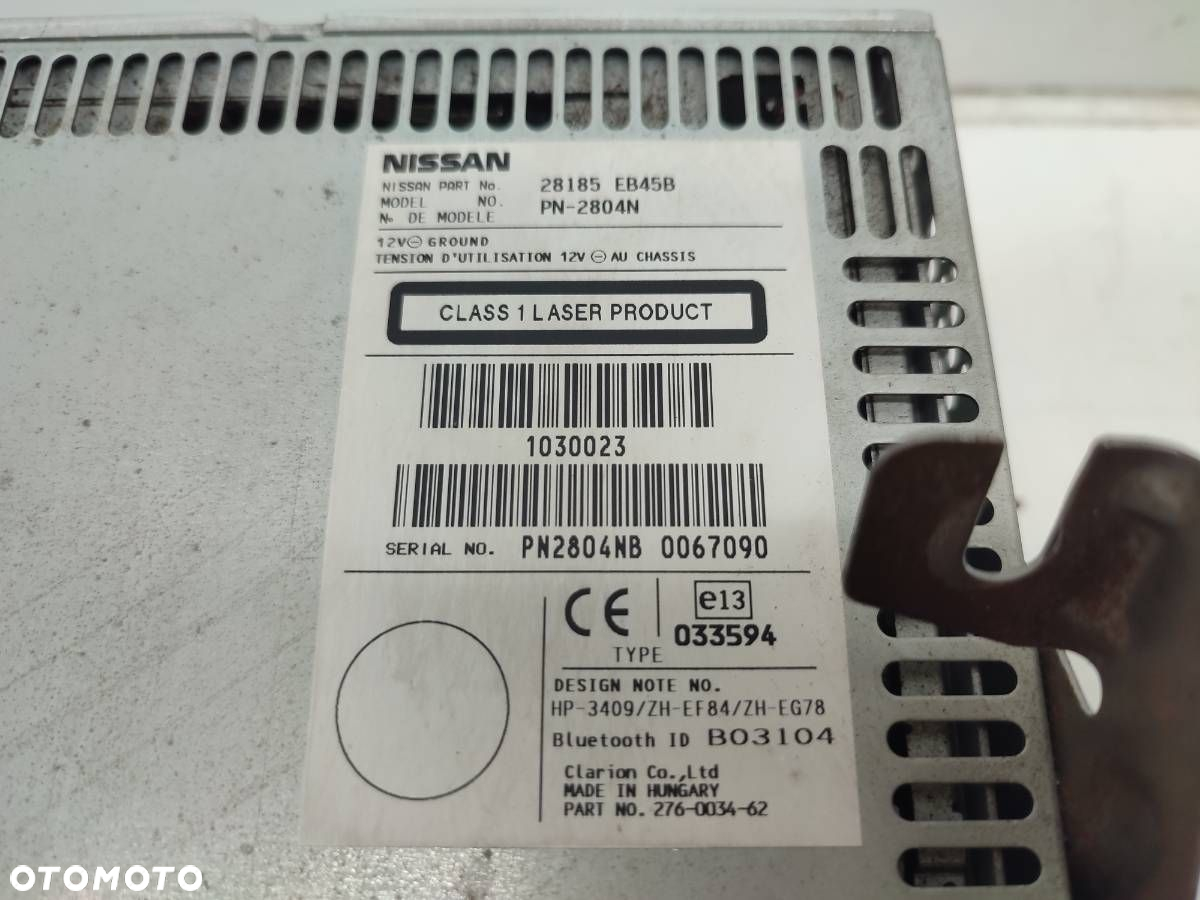 NISSAN
NISSAN PART No. 28185 EB45B
MODEL NO. PN-2804N
No DE MODELE
12V⊖ GROUND
TENSION D'UTILISATION 12V ⊖ AU CHASSIS
CLASS 1 LASER PRODUCT
1030023
SERIAL NO. PN2804NB 0067090
CE
e13
033594
TYPE
DESIGN NOTE NO.
HP-3409/ZH-EF84/ZH-EG78
Bluetooth ID B03104
Clarion Co.,Ltd
MADE IN HUNGARY
PART NO. 276-0034-62
OTOMOTO